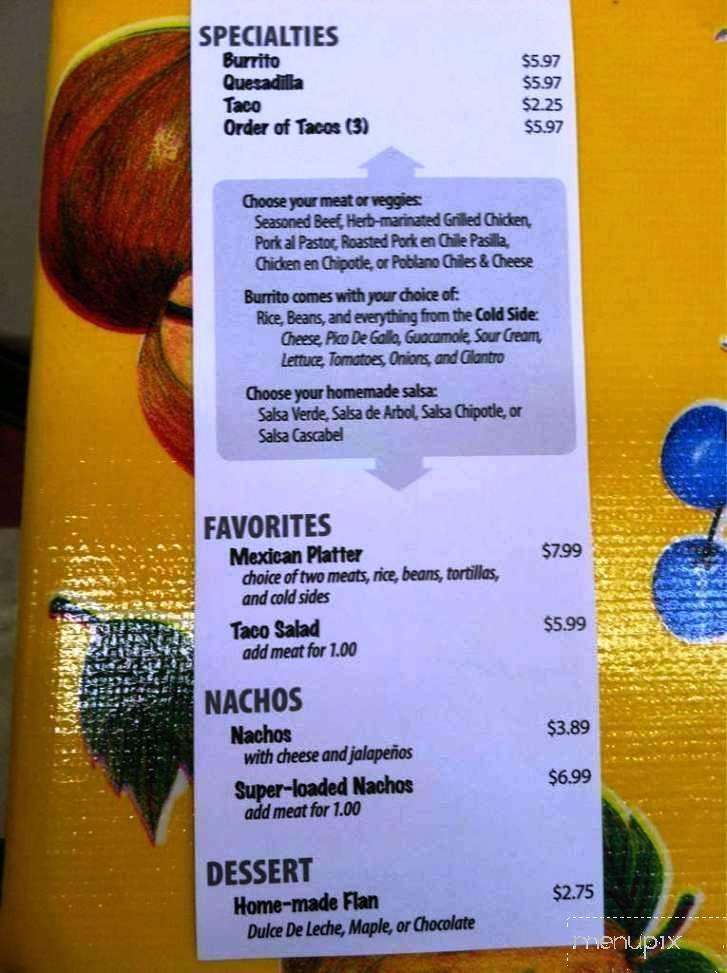 SPECIALTIES
Burrito $5.97
Quesadilla $5.97
Taco $2.25
Order of Tacos (3) $5.97
Choose your meat or veggies:
Seasoned Beef, Herb-marinated Grilled Chicken,
Pork al Pastor, Roasted Pork en Chile Pasilla,
Chicken en Chipotle, or Poblano Chiles & Cheese
Burrito comes with your choice of:
Rice, Beans, and everything from the Cold Side:
Cheese, Pico De Gallo, Guacamole, Sour Cream,
Lettuce, Tomatoes, Onions, and Cilantro
Choose your homemade salsa:
Salsa Verde, Salsa de Arbol, Salsa Chipotle, or
Salsa Cascabel
FAVORITES
Mexican Platter $7.99
choice of two meats, rice, beans, tortillas,
and cold sides
Taco Salad $5.99
add meat for 1.00
NACHOS
Nachos $3.89
with cheese and jalapeños
Super-loaded Nachos $6.99
add meat for 1.00
DESSERT
Home-made Flan $2.75
Dulce De Leche, Maple, or Chocolate
menupix